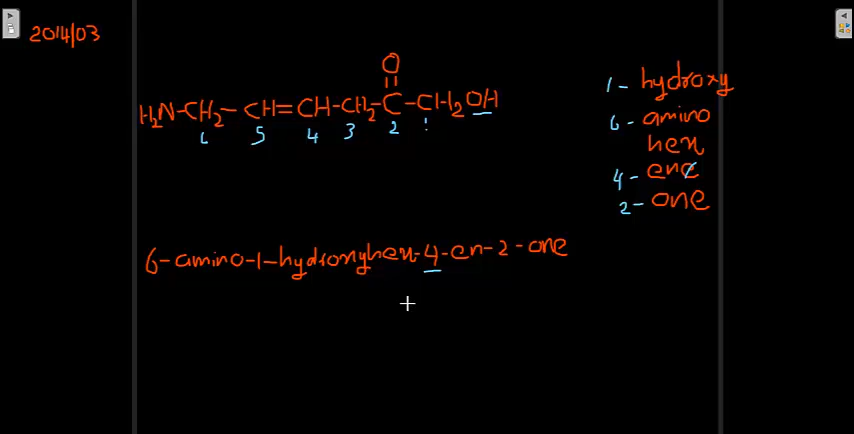 2014/03
O
H₂N-CH₂-CH=CH-CH₂-C-CH₂OH
6 5 4 3 2 1
1- hydroxy
6- amino
hex
4- ene
2- one
6-amino-1-hydroxyhex-4-en-2-one